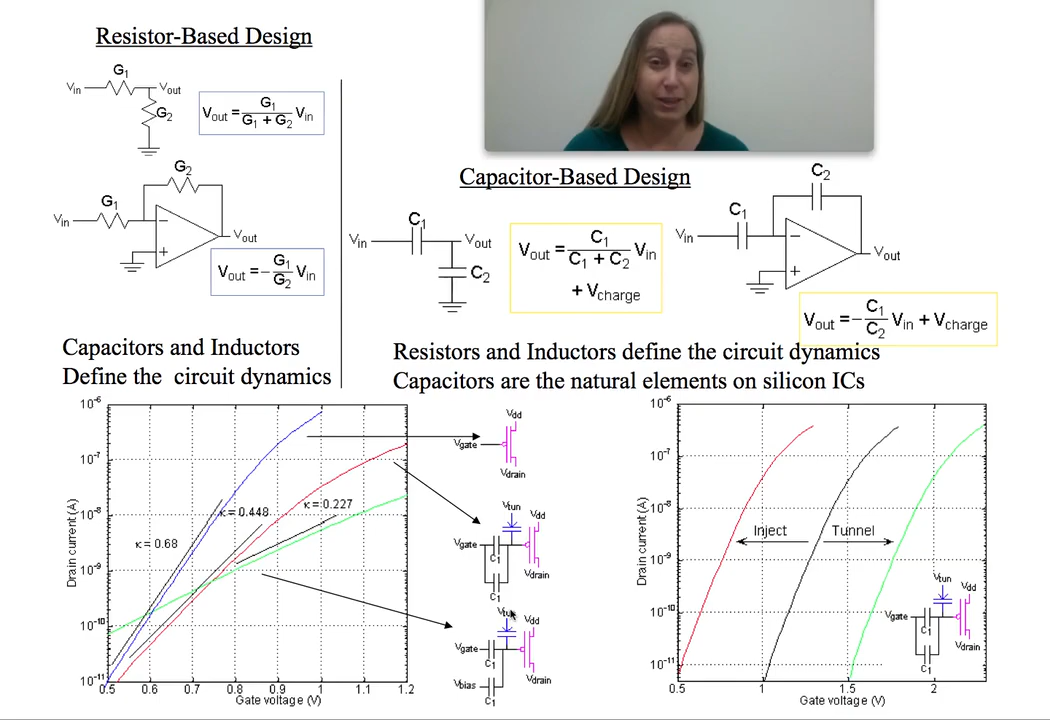 Resistor-Based Design
Vin
G1
Vout
G2
Vout = G1 / (G1 + G2) Vin
G2
G1
Vin
−
+
Vout
Vout = − G1 / G2 Vin
Capacitors and Inductors
Define the circuit dynamics
Capacitor-Based Design
Vin
C1
Vout
C2
Vout = C1 / (C1 + C2) Vin
+ Vcharge
C2
C1
Vin
−
+
Vout
Vout = − C1 / C2 Vin + Vcharge
Resistors and Inductors define the circuit dynamics
Capacitors are the natural elements on silicon ICs
Drain current (A)
10^-6
10^-7
10^-8
10^-9
10^-10
10^-11
κ = 0.68
κ = 0.448
κ = 0.227
0.5 0.6 0.7 0.8 0.9 1 1.1 1.2
Gate voltage (V)
Vdd
Vgate
Vdrain
Vtun
Vdd
Vgate
C1
Vdrain
C1
Vtun
Vdd
Vgate
C1
Vdrain
Vbias
C1
Drain current (A)
10^-6
10^-7
10^-8
10^-9
10^-10
10^-11
Inject
Tunnel
Vtun
Vdd
Vgate
C1
Vdrain
C1
0.5 1 1.5 2
Gate voltage (V)